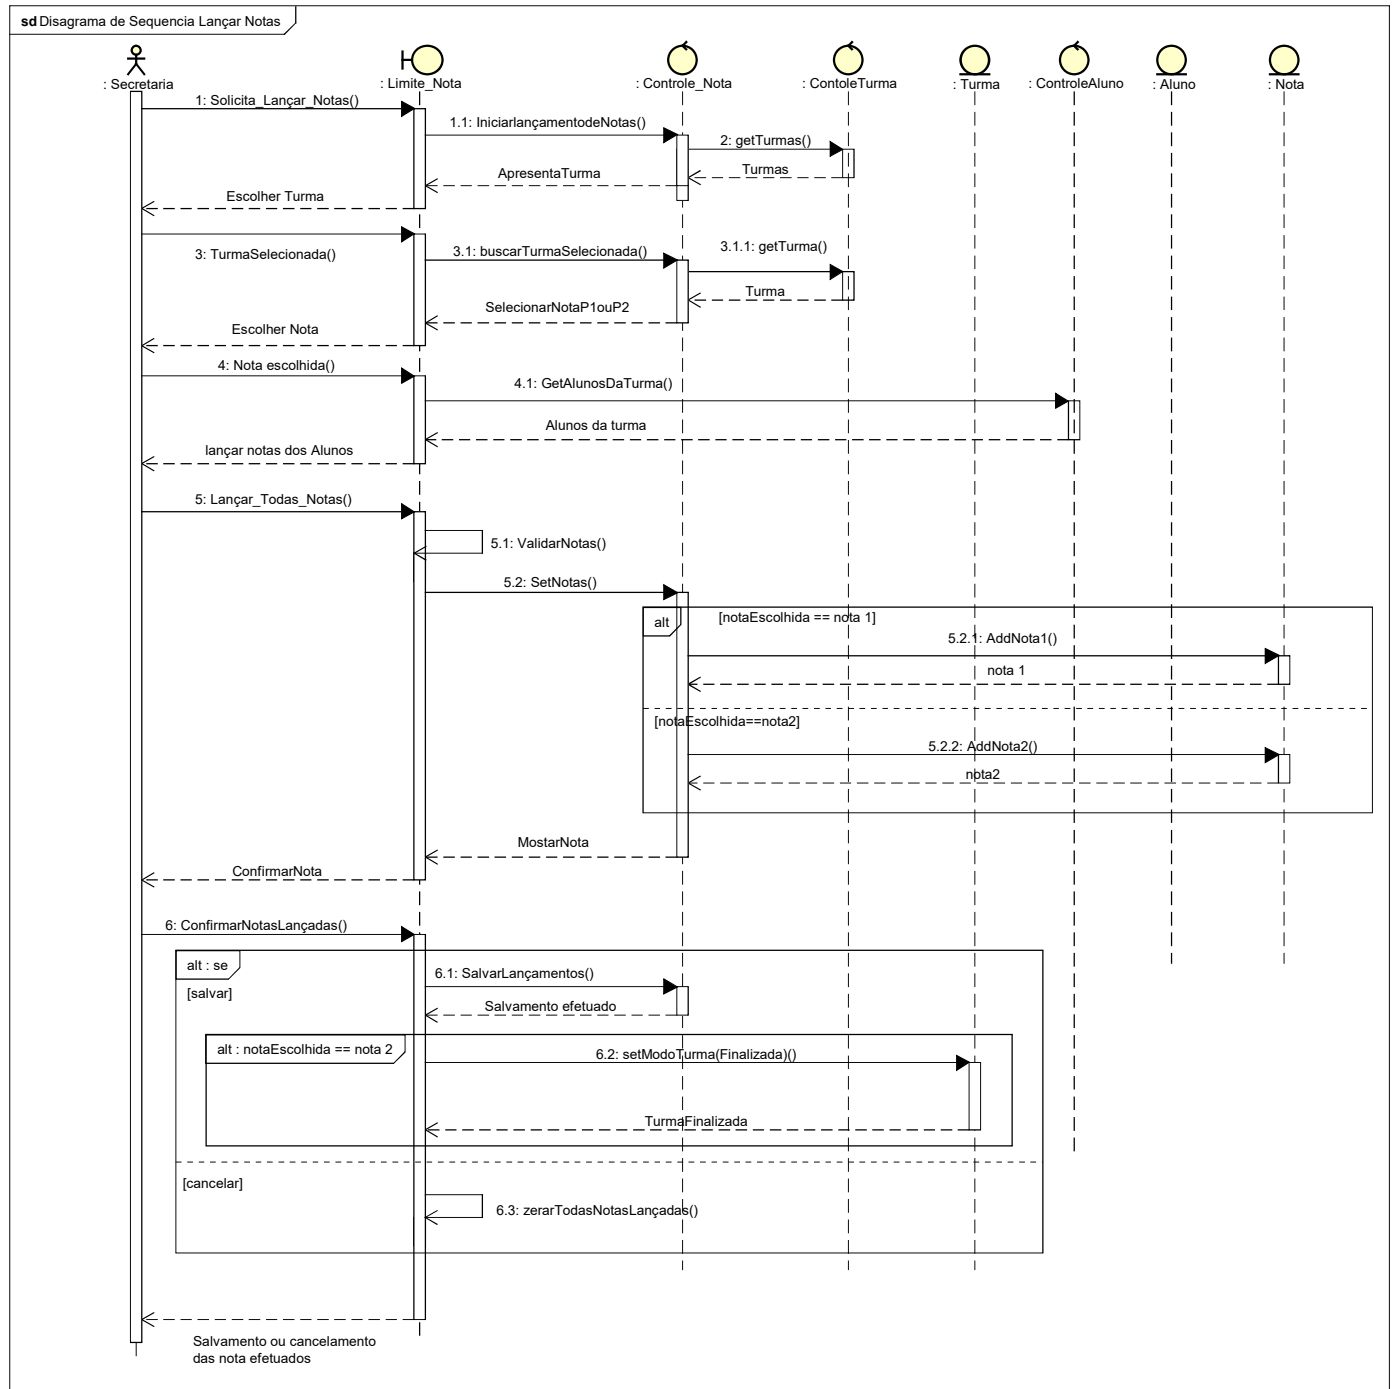 sd Disagrama de Sequencia Lançar Notas
: Secretaria
: Limite_Nota
: Controle_Nota
: ContoleTurma
: Turma
: ControleAluno
: Aluno
: Nota
1: Solicita_Lançar_Notas()
1.1: IniciarlançamentodeNotas()
2: getTurmas()
Turmas
ApresentaTurma
Escolher Turma
3: TurmaSelecionada()
3.1: buscarTurmaSelecionada()
3.1.1: getTurma()
Turma
SelecionarNotaP1ouP2
Escolher Nota
4: Nota escolhida()
4.1: GetAlunosDaTurma()
Alunos da turma
lançar notas dos Alunos
5: Lançar_Todas_Notas()
5.1: ValidarNotas()
5.2: SetNotas()
alt
[notaEscolhida == nota 1]
5.2.1: AddNota1()
nota 1
[notaEscolhida==nota2]
5.2.2: AddNota2()
nota2
MostarNota
ConfirmarNota
6: ConfirmarNotasLançadas()
alt : se
[salvar]
6.1: SalvarLançamentos()
Salvamento efetuado
alt : notaEscolhida == nota 2
6.2: setModoTurma(Finalizada)()
TurmaFinalizada
[cancelar]
6.3: zerarTodasNotasLançadas()
Salvamento ou cancelamento
das nota efetuados